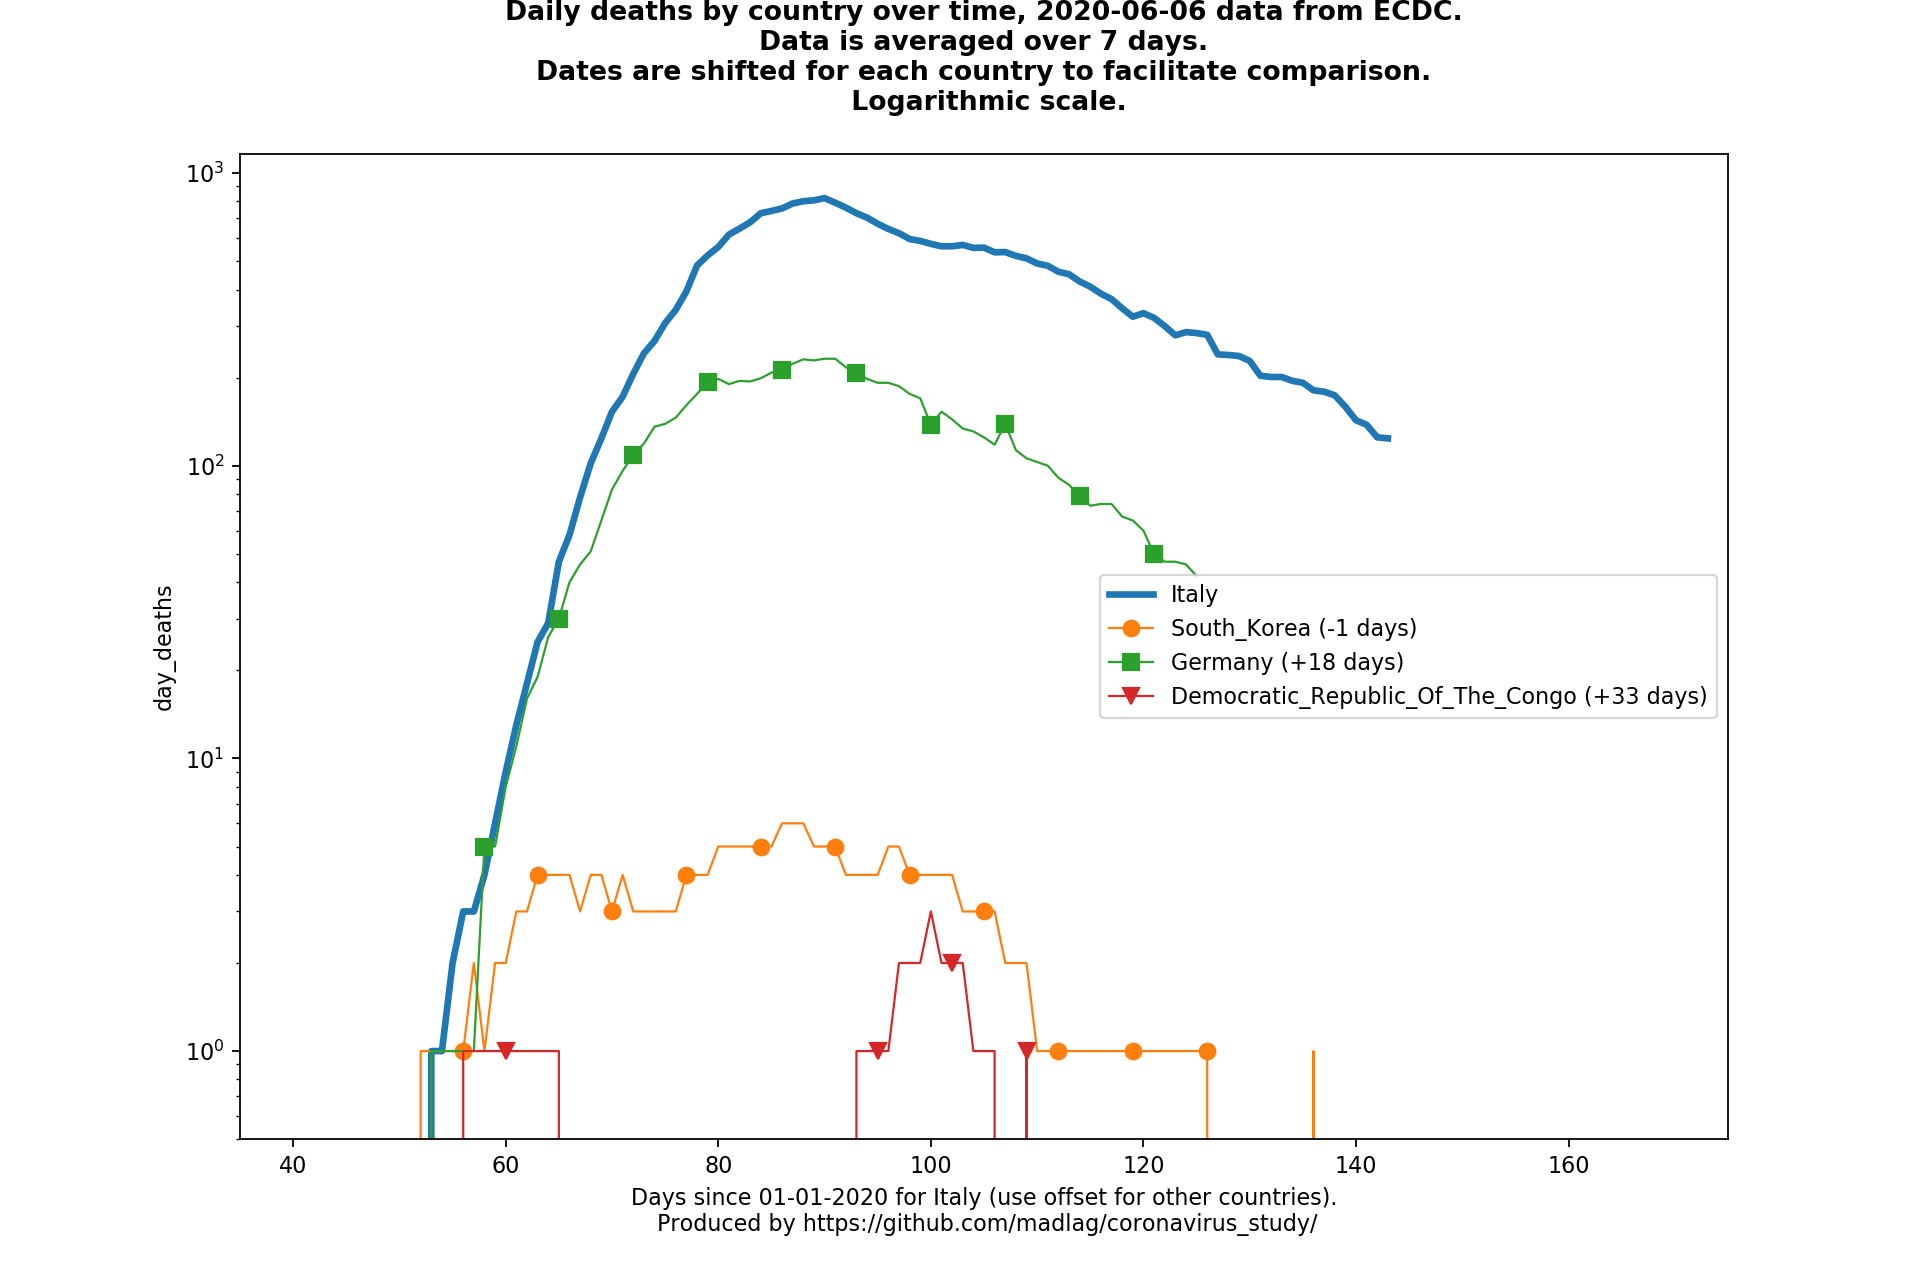 Daily deaths by country over time, 2020-06-06 data from ECDC.
Data is averaged over 7 days.
Dates are shifted for each country to facilitate comparison.
Logarithmic scale.
10³
10²
10¹
10⁰
day_deaths
Italy
South_Korea (-1 days)
Germany (+18 days)
Democratic_Republic_Of_The_Congo (+33 days)
40 60 80 100 120 140 160
Days since 01-01-2020 for Italy (use offset for other countries).
Produced by https://github.com/madlag/coronavirus_study/